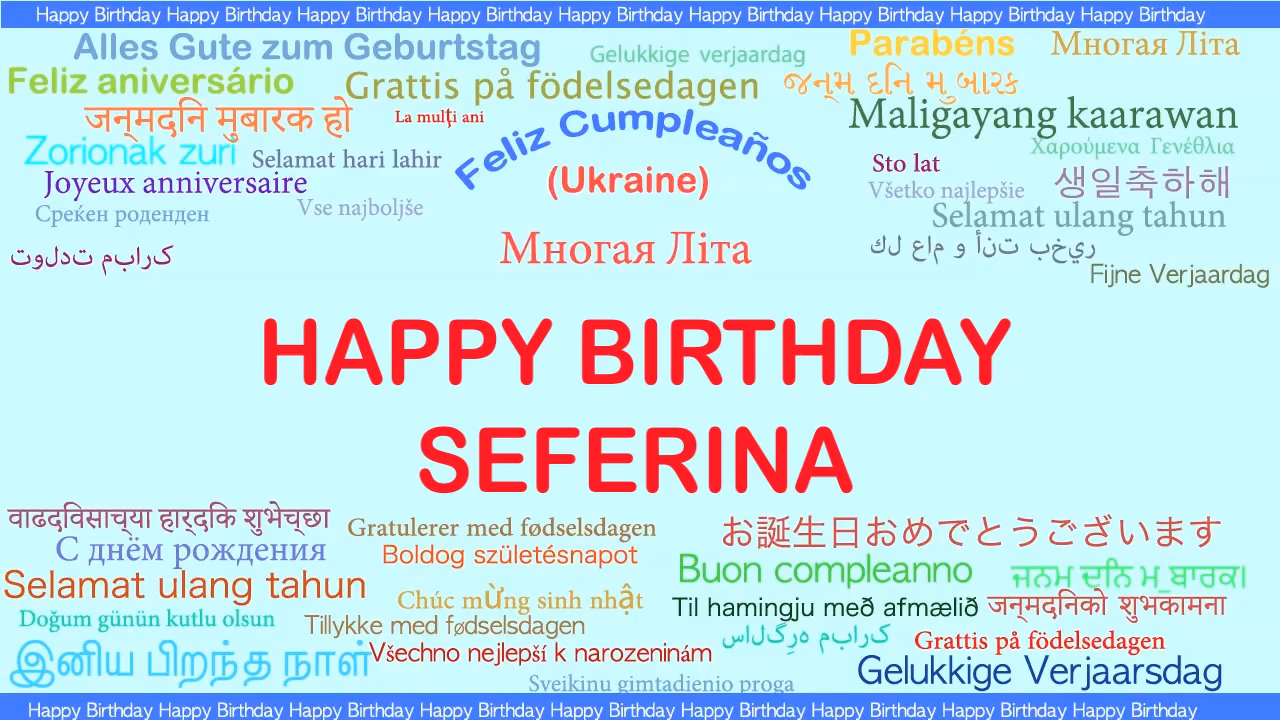 Happy Birthday Happy Birthday Happy Birthday Happy Birthday Happy Birthday Happy Birthday Happy Birthday Happy Birthday Happy Birthday
Alles Gute zum Geburtstag
Gelukkige verjaardag
Parabéns
Многая Літа
Feliz aniversário
Grattis på födelsedagen
જન્મ દિન મુબારક
जन्मदिन मुबारक हो
La mulţi ani
Feliz Cumpleaños
Maligayang kaarawan
Zorionak zuri
Selamat hari lahir
(Ukraine)
Sto lat
Χαρούμενα Γενέθλια
Joyeux anniversaire
Všetko najlepšie
생일축하해
Среќен роденден
Vse najboljše
Selamat ulang tahun
تولدت مبارک
Многая Літа
كل عام و أنت بخير
Fijne Verjaardag
HAPPY BIRTHDAY
SEFERINA
वाढदिवसाच्या हार्दिक शुभेच्छा
Gratulerer med fødselsdagen
お誕生日おめでとうございます
С днём рождения
Boldog születésnapot
Selamat ulang tahun
Buon compleanno
ਜਨਮ ਦਿਨ ਮੁਬਾਰਕ।
Chúc mừng sinh nhật
Til hamingju með afmælið
जन्मदिनको शुभकामना
Doğum günün kutlu olsun
Tillykke med fødselsdagen
سالگرہ مبارک
Grattis på födelsedagen
இனிய பிறந்த நாள்
Všechno nejlepší k narozeninám
Gelukkige Verjaarsdag
Sveikinu gimtadienio proga
Happy Birthday Happy Birthday Happy Birthday Happy Birthday Happy Birthday Happy Birthday Happy Birthday Happy Birthday Happy Birthday